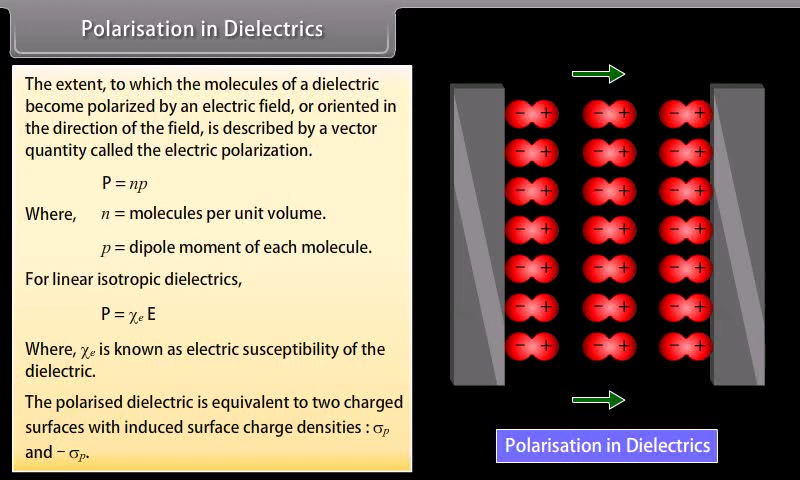 Polarisation in Dielectrics
The extent, to which the molecules of a dielectric
become polarized by an electric field, or oriented in
the direction of the field, is described by a vector
quantity called the electric polarization.
P = np
Where, n = molecules per unit volume.
p = dipole moment of each molecule.
For linear isotropic dielectrics,
P = χₑ E
Where, χₑ is known as electric susceptibility of the
dielectric.
The polarised dielectric is equivalent to two charged
surfaces with induced surface charge densities : σₚ
and − σₚ.
− + − + − +
− + − + − +
− + − + − +
− + − + − +
− + − + − +
− + − + − +
− + − + − +
Polarisation in Dielectrics